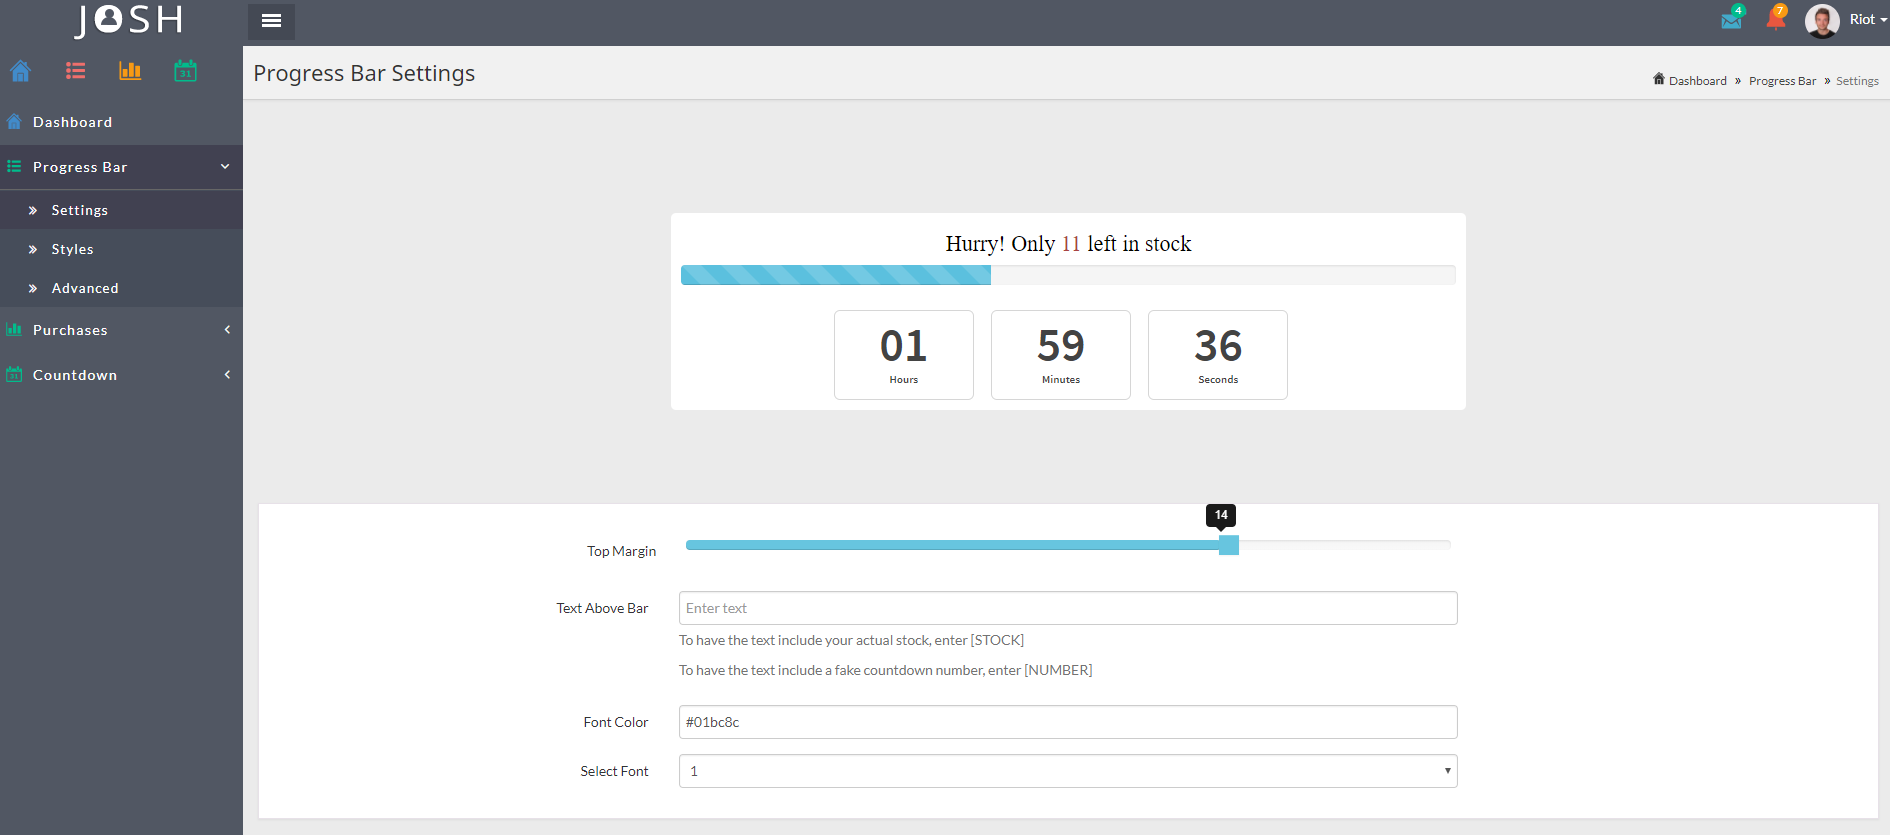 JOSH
4
7
Riot
31
Progress Bar Settings
Dashboard » Progress Bar » Settings
Dashboard
Progress Bar
Settings
Styles
Advanced
Purchases
31
Countdown
Hurry! Only 11 left in stock
01
59
36
Hours
Minutes
Seconds
14
Top Margin
Text Above Bar
Enter text
To have the text include your actual stock, enter [STOCK]
To have the text include a fake countdown number, enter [NUMBER]
Font Color
#01bc8c
Select Font
1